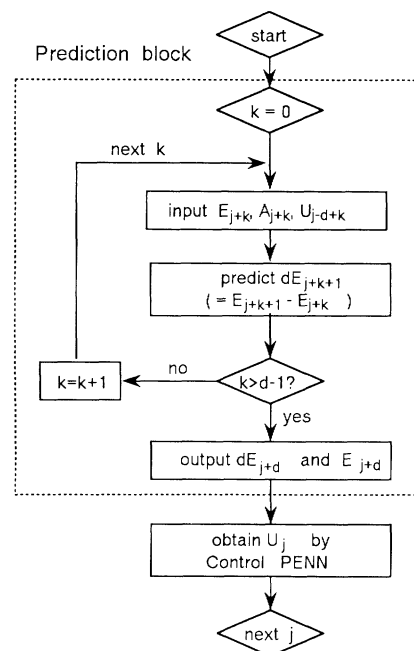 start
Prediction block
k = 0
next k
input E_{j+k}, A_{j+k}, U_{j-d+k}
predict dE_{j+k+1}
( = E_{j+k+1} - E_{j+k} )
k>d-1?
no
k=k+1
yes
output dE_{j+d} and E_{j+d}
obtain U_j by
Control PENN
next j